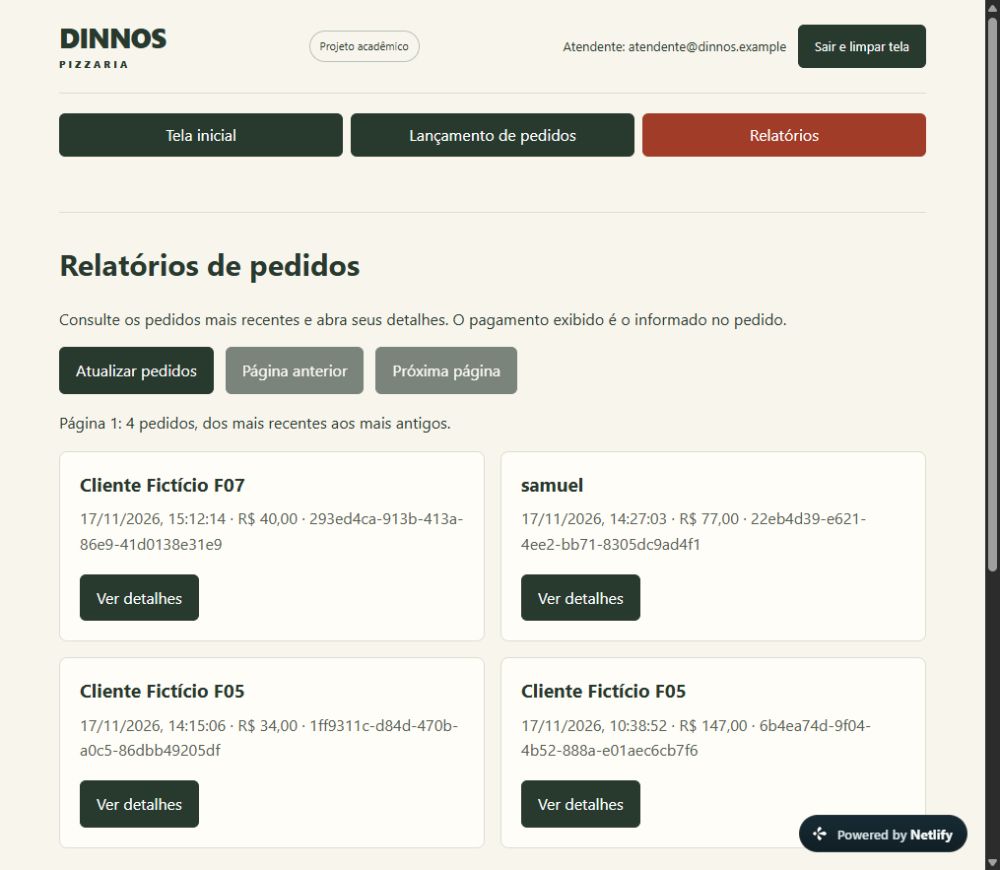 DINNOS
PIZZARIA
Projeto acadêmico
Atendente: atendente@dinnos.example
Sair e limpar tela
Tela inicial
Lançamento de pedidos
Relatórios
Relatórios de pedidos
Consulte os pedidos mais recentes e abra seus detalhes. O pagamento exibido é o informado no pedido.
Atualizar pedidos
Página anterior
Próxima página
Página 1: 4 pedidos, dos mais recentes aos mais antigos.
Cliente Fictício F07
17/11/2026, 15:12:14 · R$ 40,00 · 293ed4ca-913b-413a-
86e9-41d0138e31e9
Ver detalhes
samuel
17/11/2026, 14:27:03 · R$ 77,00 · 22eb4d39-e621-
4ee2-bb71-8305dc9ad4f1
Ver detalhes
Cliente Fictício F05
17/11/2026, 14:15:06 · R$ 34,00 · 1ff9311c-d84d-470b-
a0c5-86dbb49205df
Ver detalhes
Cliente Fictício F05
17/11/2026, 10:38:52 · R$ 147,00 · 6b4ea74d-9f04-
4b52-888a-e01aec6cb7f6
Ver detalhes
Powered by Netlify